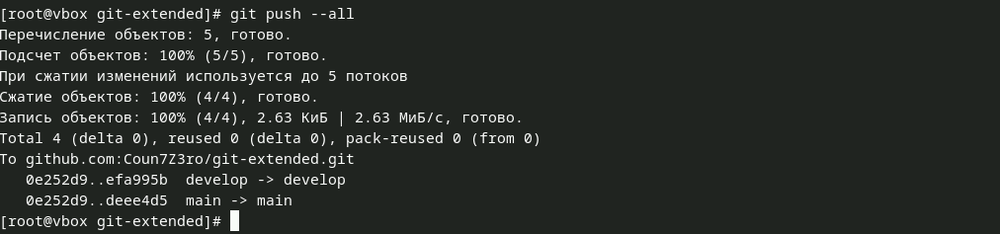 [root@vbox git-extended]# git push --all
Перечисление объектов: 5, готово.
Подсчет объектов: 100% (5/5), готово.
При сжатии изменений используется до 5 потоков
Сжатие объектов: 100% (4/4), готово.
Запись объектов: 100% (4/4), 2.63 КиБ | 2.63 МиБ/с, готово.
Total 4 (delta 0), reused 0 (delta 0), pack-reused 0 (from 0)
To github.com:Coun7Z3ro/git-extended.git
   0e252d9..efa995b  develop -> develop
   0e252d9..deee4d5  main -> main
[root@vbox git-extended]#